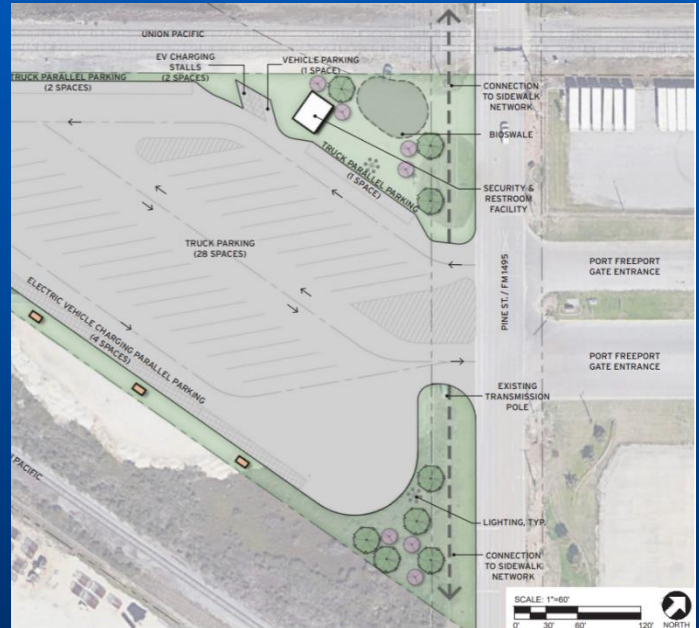 UNION PACIFIC
EV CHARGING
STALLS
(2 SPACES)
VEHICLE PARKING
(1 SPACE)
TRUCK PARALLEL PARKING
(2 SPACES)
CONNECTION
TO SIDEWALK
NETWORK
BIOSWALE
TRUCK PARALLEL PARKING
(1 SPACE)
SECURITY &
RESTROOM
FACILITY
TRUCK PARKING
(28 SPACES)
PORT FREEPORT
GATE ENTRANCE
PINE ST./ FM 1495
ELECTRIC VEHICLE CHARGING PARALLEL PARKING
(4 SPACES)
PORT FREEPORT
GATE ENTRANCE
EXISTING
TRANSMISSION
POLE
PACIFIC
LIGHTING, TYP.
CONNECTION
TO SIDEWALK
NETWORK
SCALE: 1"=60'
0' 30' 60' 120'
NORTH